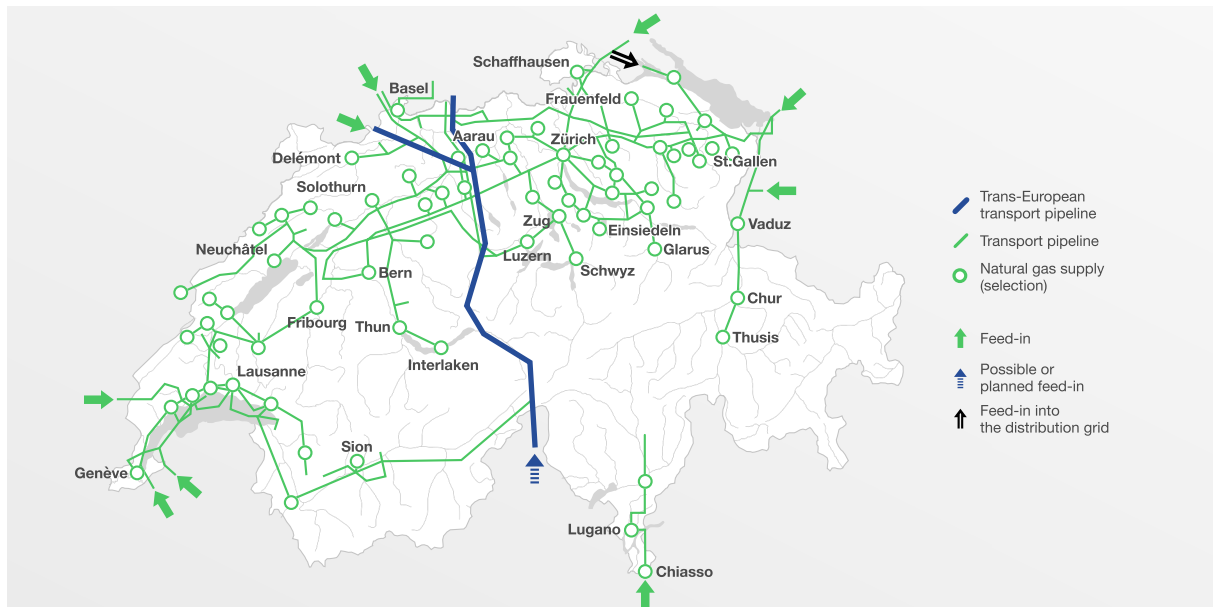 Schaffhausen
Basel
Frauenfeld
Aarau
Zürich
Delémont
St.Gallen
Solothurn
Zug
Einsiedeln
Vaduz
Neuchâtel
Luzern
Glarus
Bern
Schwyz
Chur
Fribourg
Thun
Thusis
Interlaken
Lausanne
Sion
Genève
Lugano
Chiasso
Trans-European
transport pipeline
Transport pipeline
Natural gas supply
(selection)
Feed-in
Possible or
planned feed-in
Feed-in into
the distribution grid